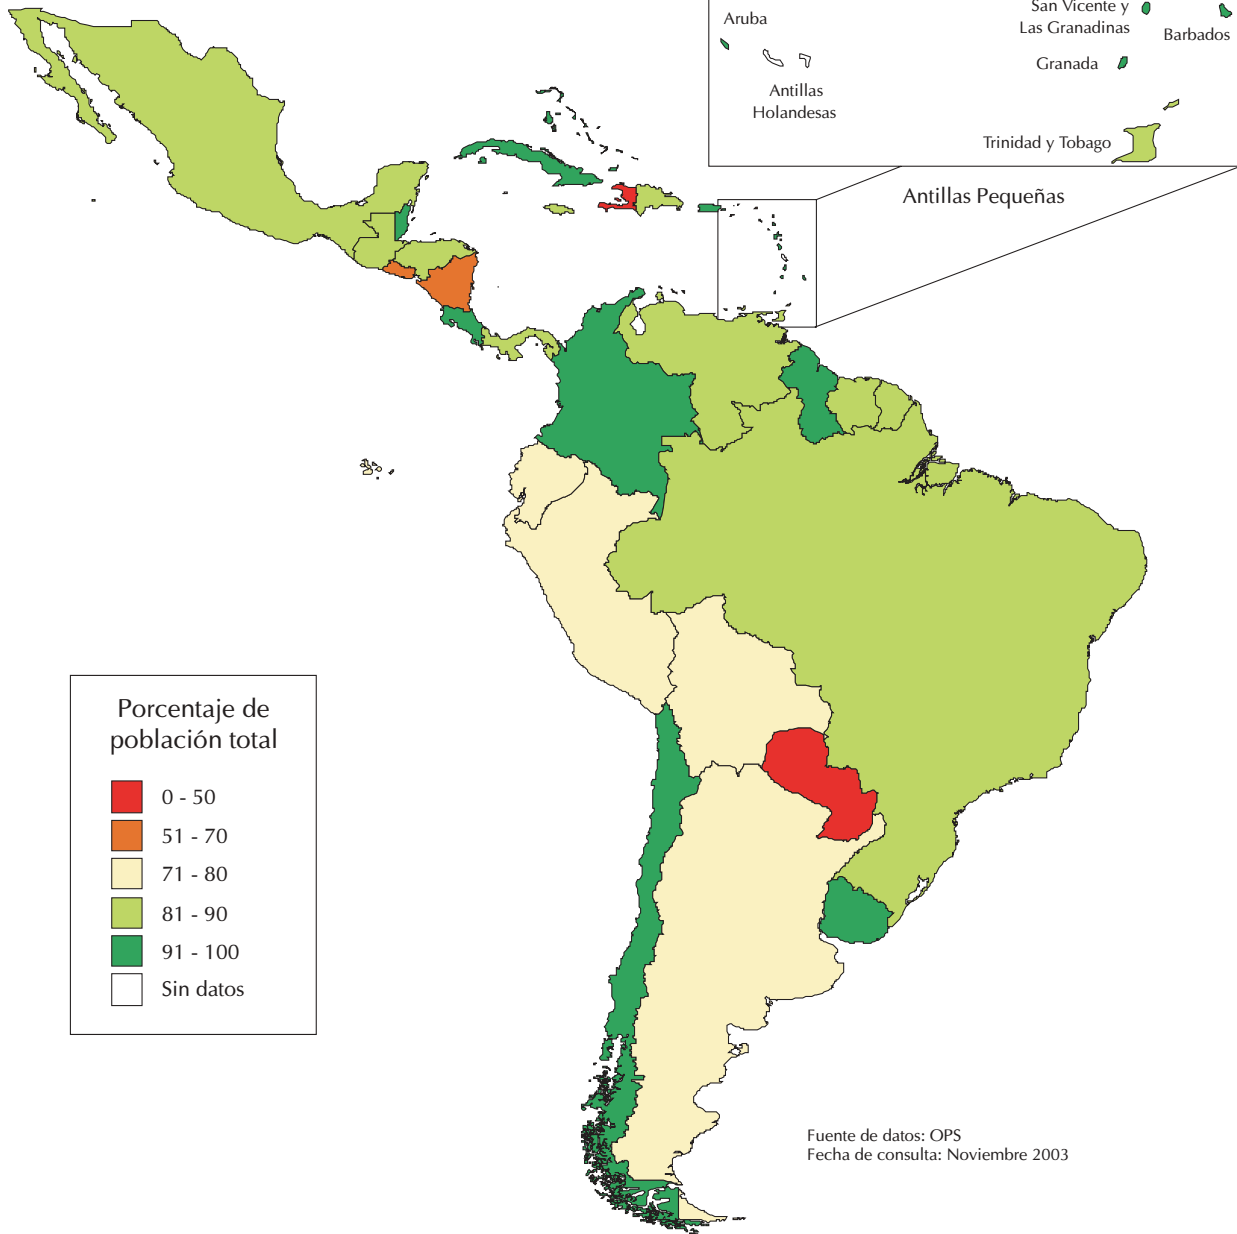 San Vicente y
Las Granadinas
Aruba
Barbados
Granada
Antillas
Holandesas
Trinidad y Tobago
Antillas Pequeñas
Porcentaje de
población total
0 - 50
51 - 70
71 - 80
81 - 90
91 - 100
Sin datos
Fuente de datos: OPS
Fecha de consulta: Noviembre 2003